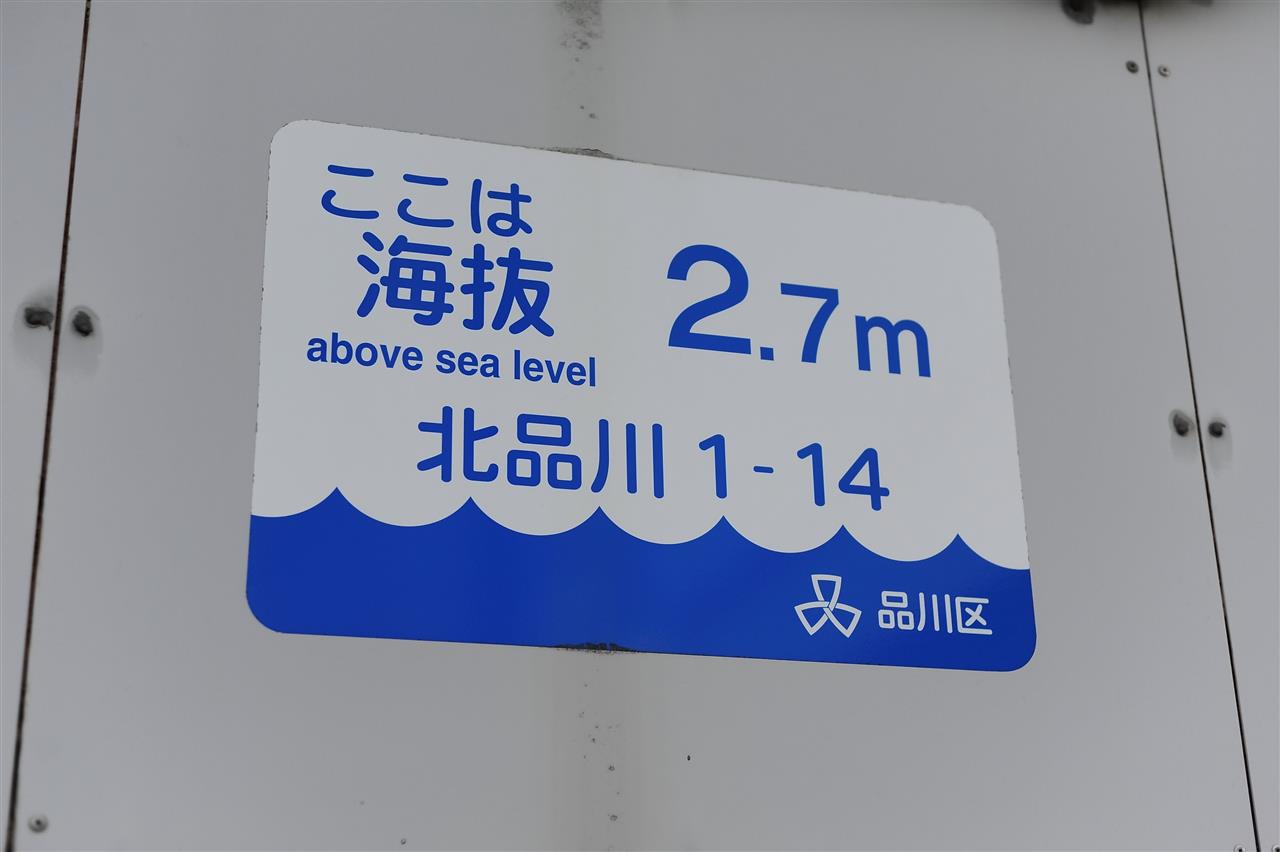 ここは
海抜 2.7m
above sea level
北品川 1-14
品川区